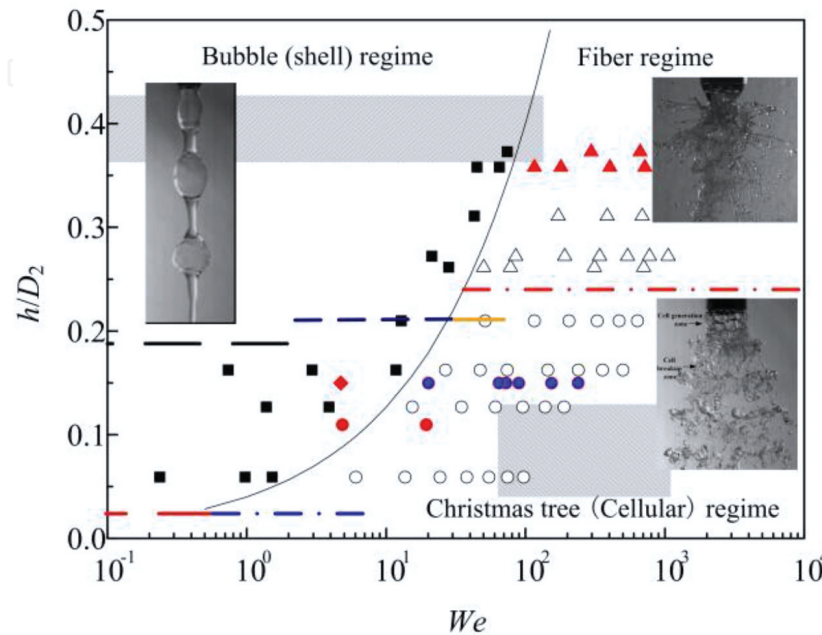 0.5
Bubble (shell) regime
Fiber regime
0.4
0.3
h/D₂
0.2
Cell generation
zone
Cell
breakup
zone
0.1
Christmas tree (Cellular) regime
0.0
10⁻¹
10⁰
10¹
10²
10³
10⁴
We